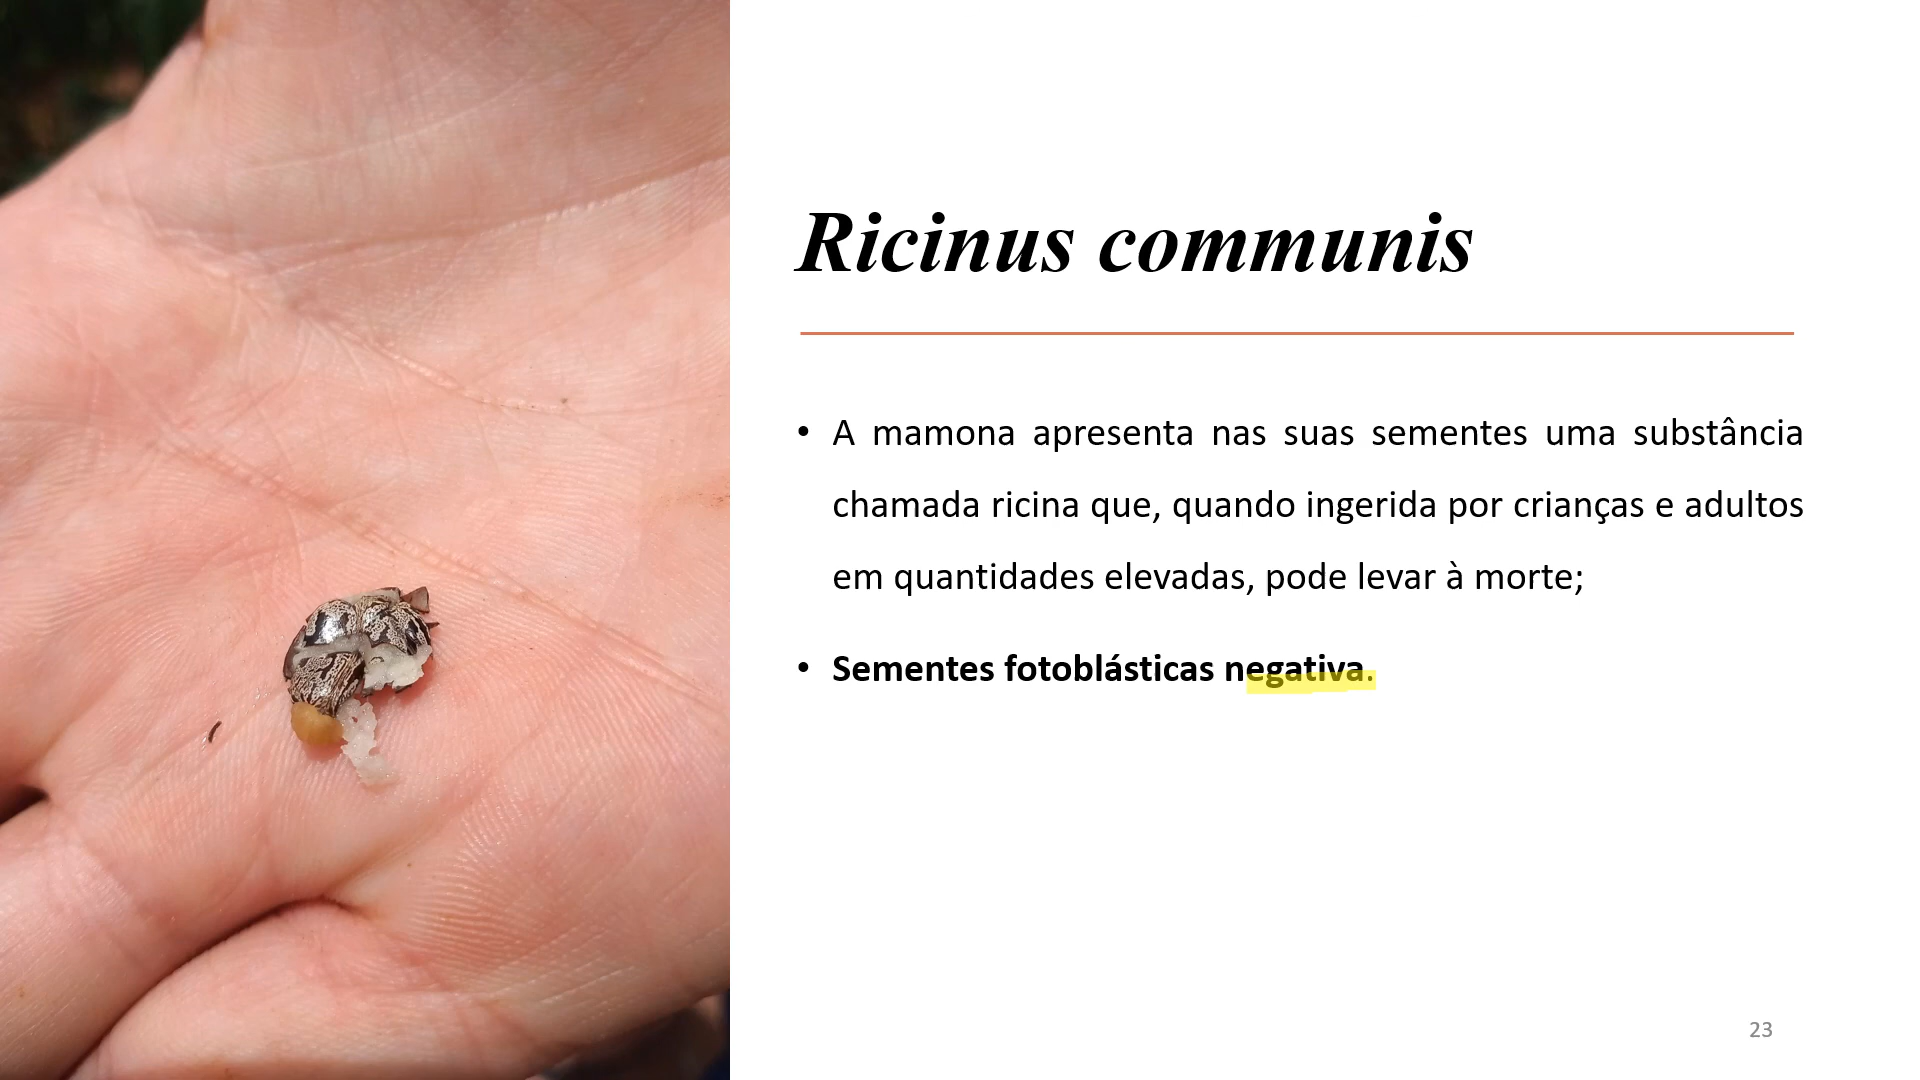 Ricinus communis
• A mamona apresenta nas suas sementes uma substância
chamada ricina que, quando ingerida por crianças e adultos
em quantidades elevadas, pode levar à morte;
• Sementes fotoblásticas negativa.
23